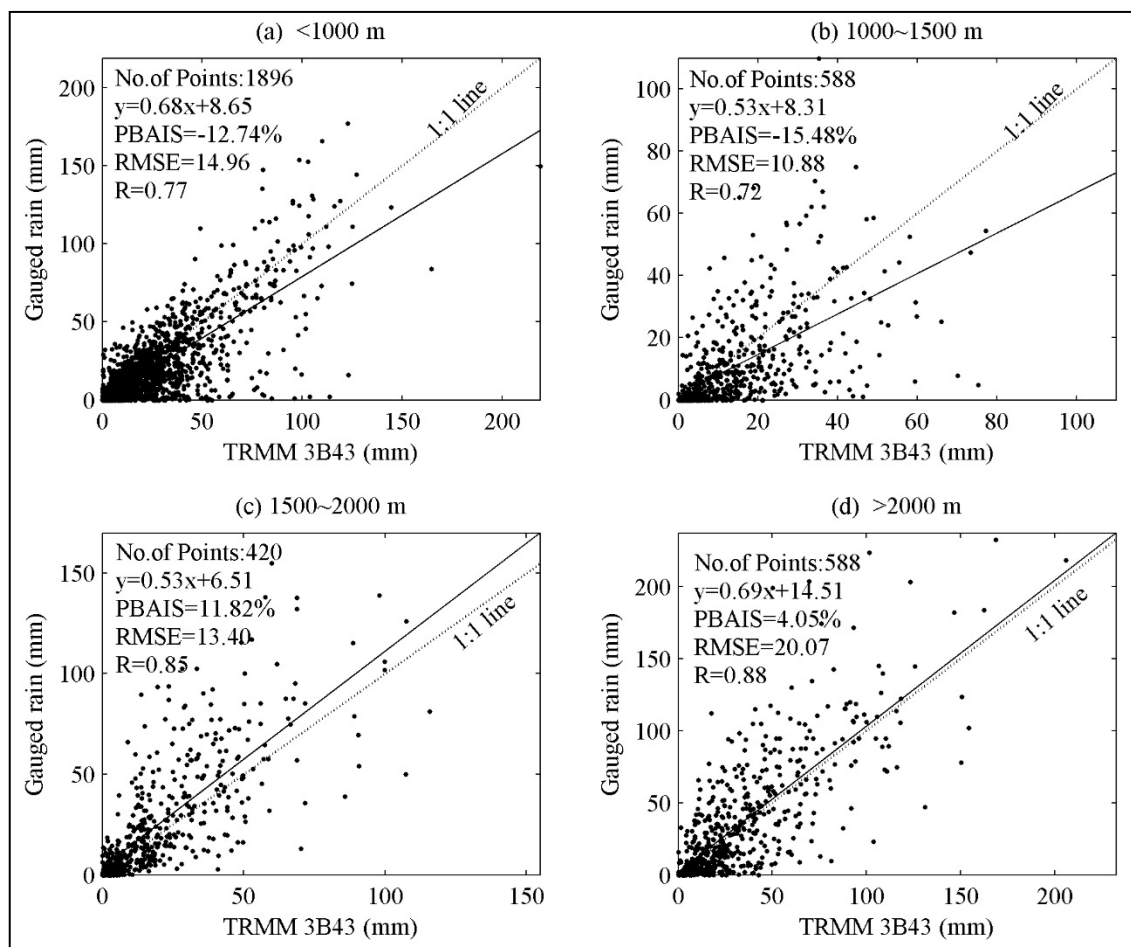 (a) <1000 m
No.of Points:1896
y=0.68x+8.65
PBAIS=-12.74%
RMSE=14.96
R=0.77
1:1 line
200
150
100
50
0
Gauged rain (mm)
0 50 100 150 200
TRMM 3B43 (mm)
(b) 1000~1500 m
No.of Points:588
y=0.53x+8.31
PBAIS=-15.48%
RMSE=10.88
R=0.72
1:1 line
100
80
60
40
20
0
Gauged rain (mm)
0 20 40 60 80 100
TRMM 3B43 (mm)
(c) 1500~2000 m
No.of Points:420
y=0.53x+6.51
PBAIS=11.82%
RMSE=13.40
R=0.85
1:1 line
150
100
50
0
Gauged rain (mm)
0 50 100 150
TRMM 3B43 (mm)
(d) >2000 m
No.of Points:588
y=0.69x+14.51
PBAIS=4.05%
RMSE=20.07
R=0.88
1:1 line
200
150
100
50
0
Gauged rain (mm)
0 50 100 150 200
TRMM 3B43 (mm)